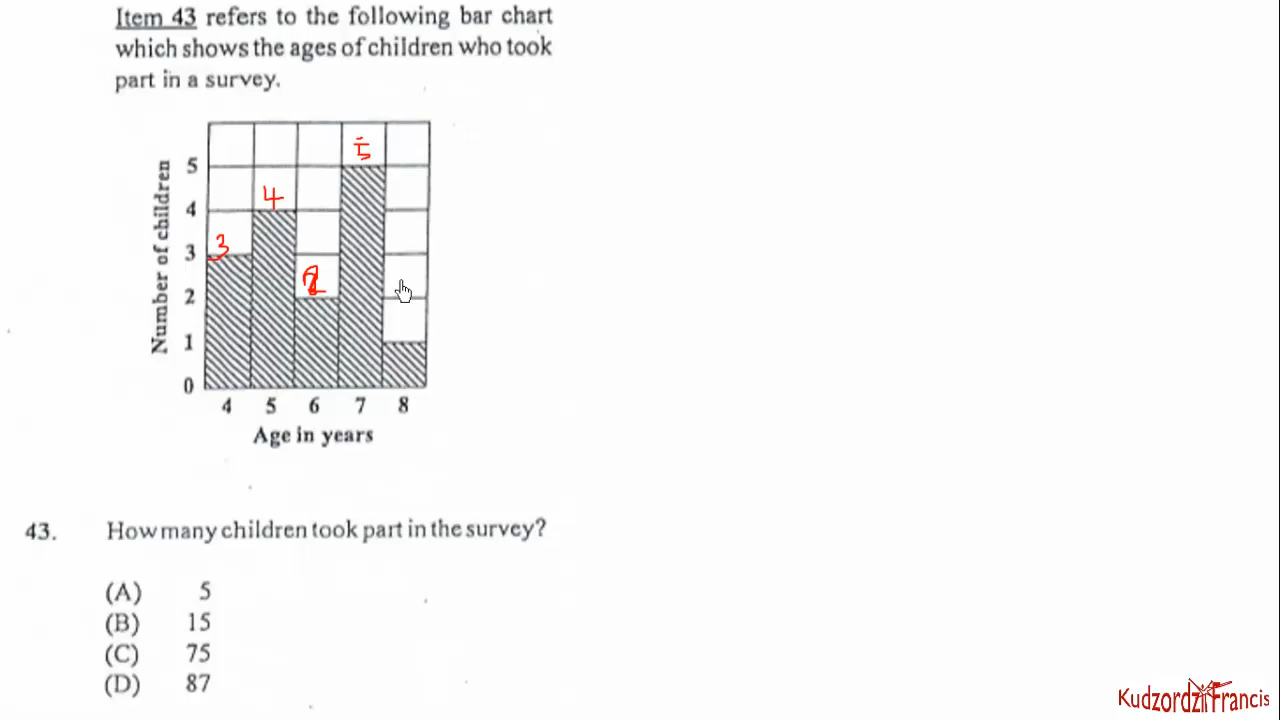 Item 43 refers to the following bar chart
which shows the ages of children who took
part in a survey.
5
5
4
4
3
3
2
2
1
0
Number of children
4 5 6 7 8
Age in years
43. How many children took part in the survey?
(A) 5
(B) 15
(C) 75
(D) 87
Kudzordzi Francis